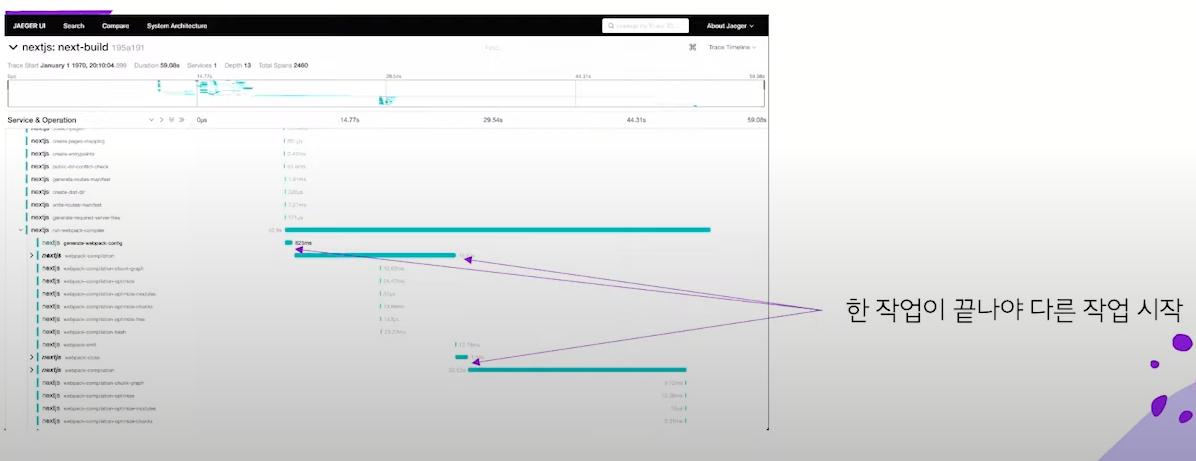 JAEGER UI Search Compare System Architecture About Jaeger
nextjs: next-build 195a191 Find... Trace Timeline
Trace Start January 1 1970, 20:10:04.599 Duration 59.08s Services 1 Depth 13 Total Spans 2460
0µs 14.77s 29.54s 44.31s 59.08s
Service & Operation 0µs 14.77s 29.54s 44.31s 59.08s
nextjs
nextjs create-pages-mapping
nextjs create-entrypoints
nextjs public-dir-conflict-check
nextjs generate-routes-manifest
nextjs create-dist-dir
nextjs write-routes-manifest
nextjs generate-required-server-files
nextjs run-webpack-compiler
nextjs generate-webpack-config 623ms
nextjs webpack-compilation
nextjs webpack-compilation-chunk-graph
nextjs webpack-compilation-optimize
nextjs webpack-compilation-optimize-modules
nextjs webpack-compilation-optimize-chunks
nextjs webpack-compilation-optimize-tree
nextjs webpack-compilation-hash
nextjs webpack-emit
nextjs webpack-close
nextjs webpack-compilation
nextjs webpack-compilation-chunk-graph
nextjs webpack-compilation-optimize
nextjs webpack-compilation-optimize-modules
nextjs webpack-compilation-optimize-chunks
한 작업이 끝나야 다른 작업 시작